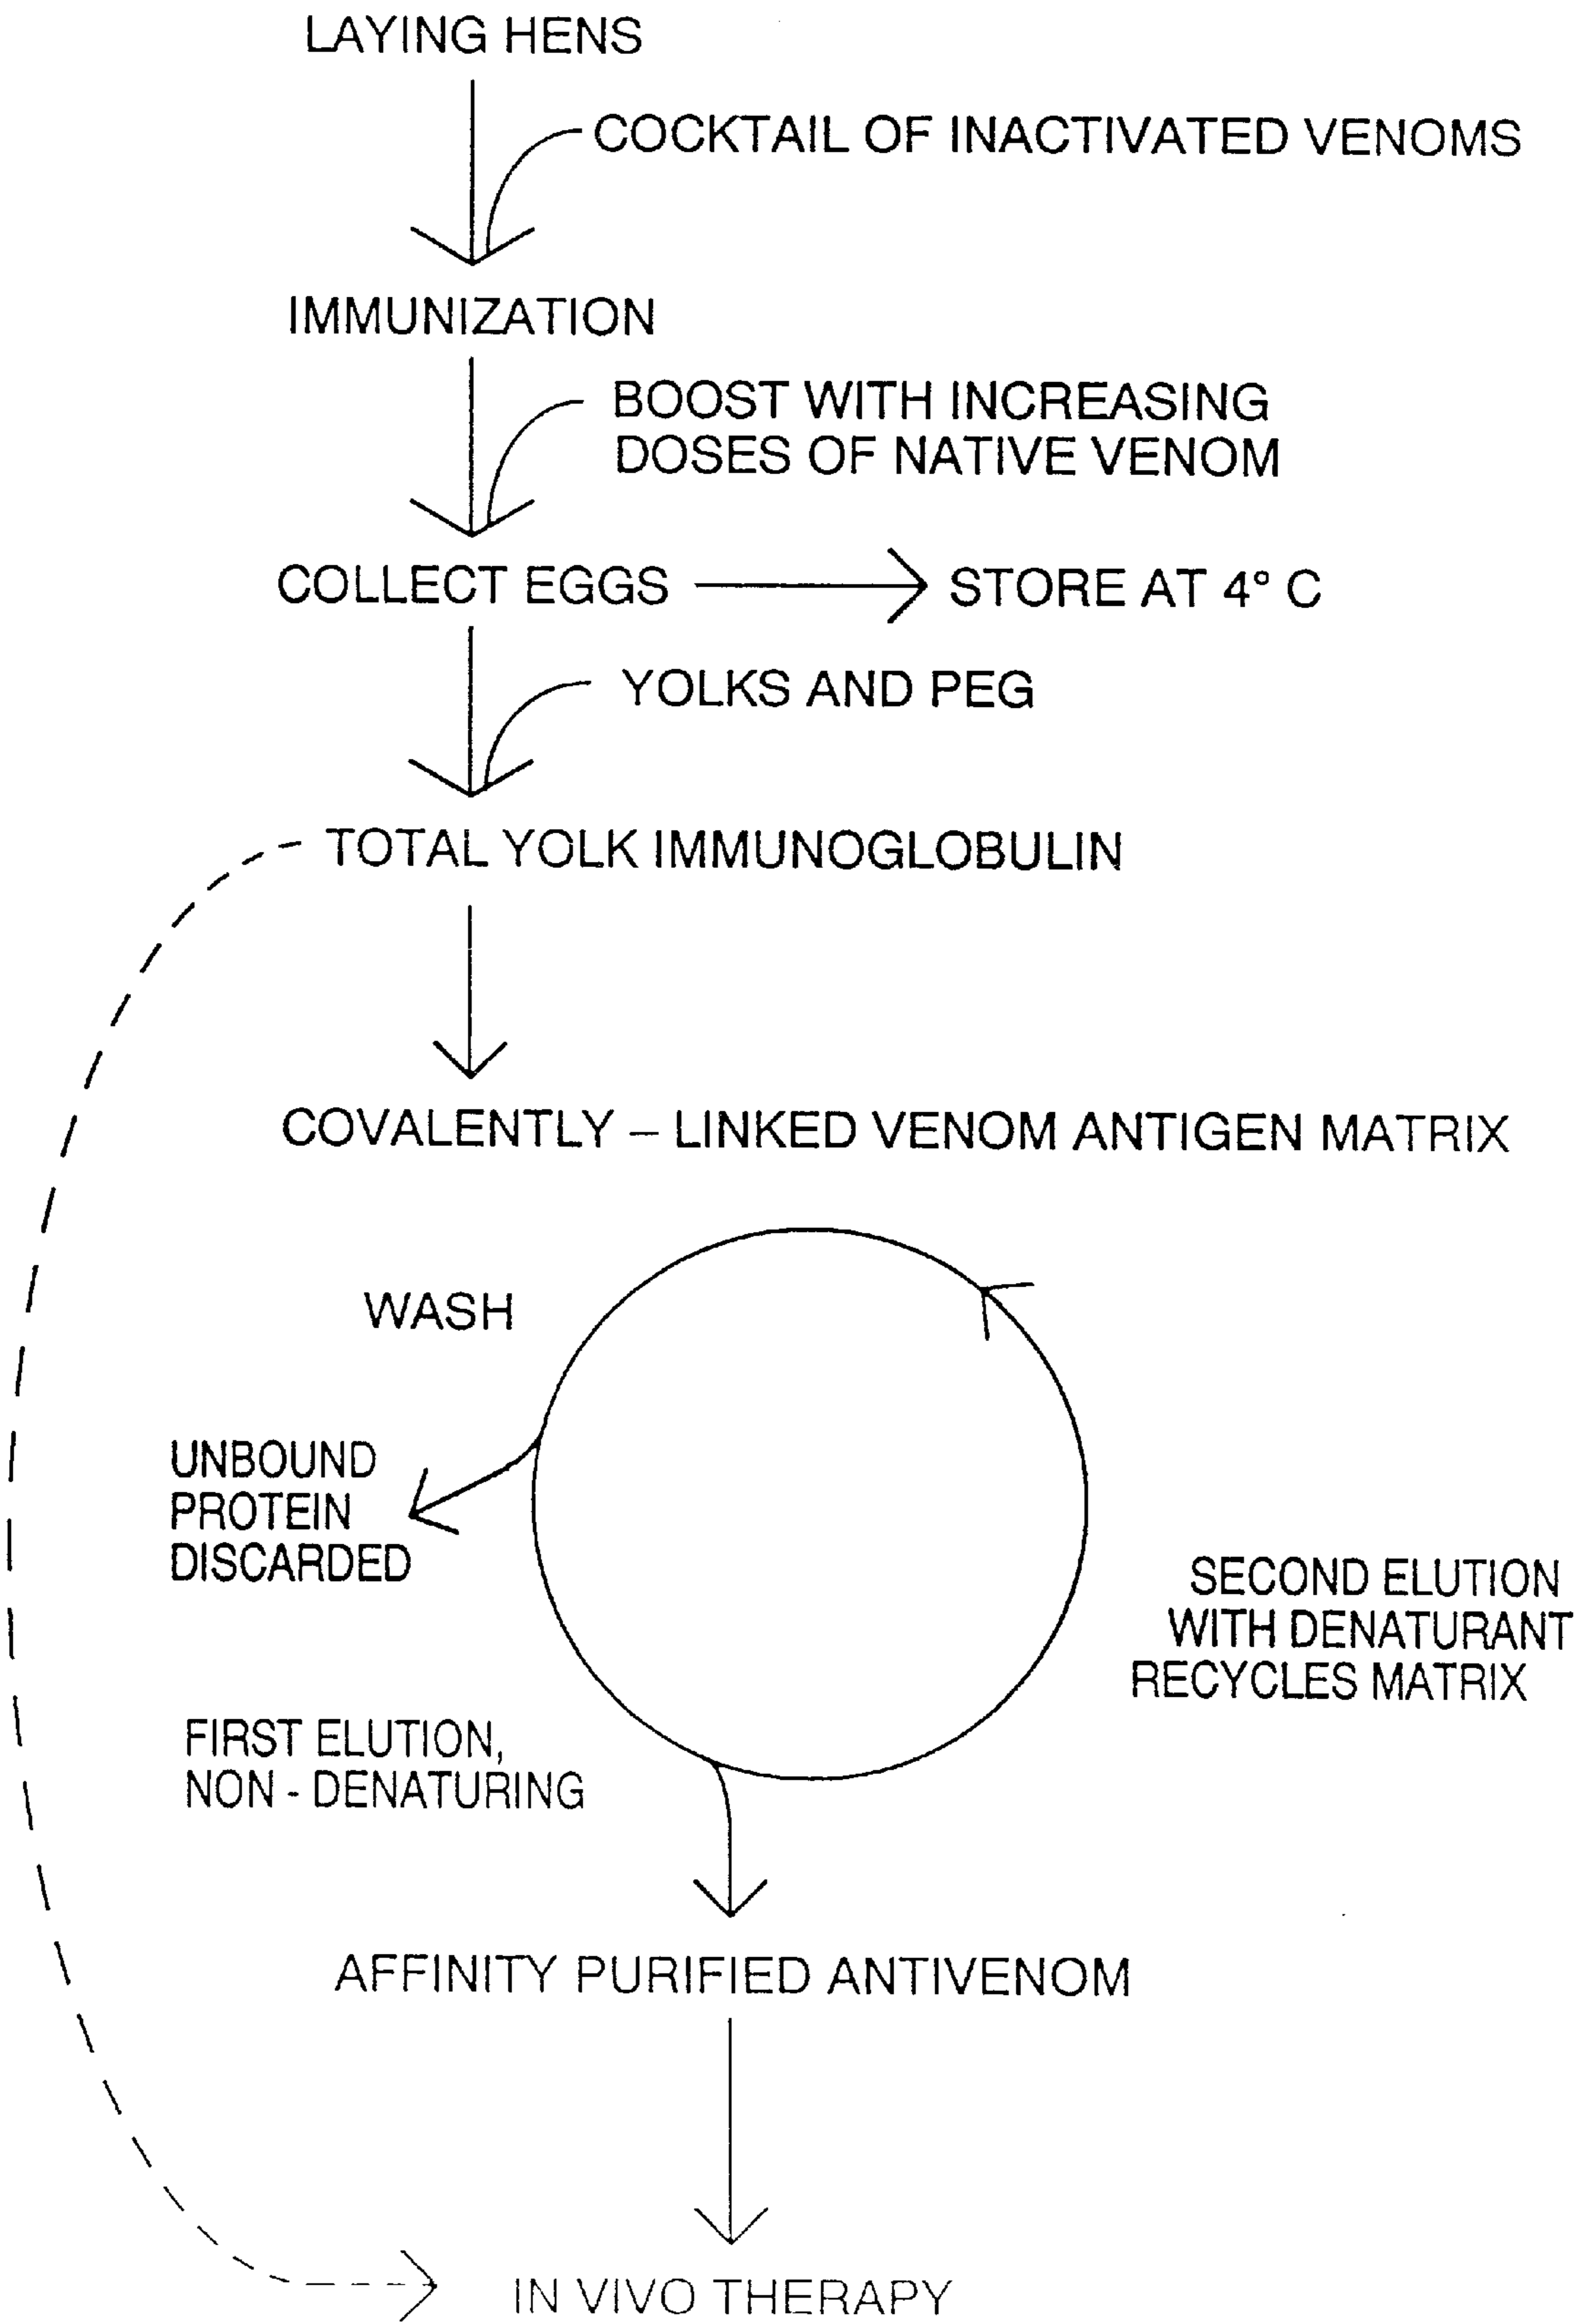 LAYING HENS
COCKTAIL OF INACTIVATED VENOMS
IMMUNIZATION
BOOST WITH INCREASING
DOSES OF NATIVE VENOM
COLLECT EGGS
STORE AT 4° C
YOLKS AND PEG
TOTAL YOLK IMMUNOGLOBULIN
COVALENTLY – LINKED VENOM ANTIGEN MATRIX
WASH
UNBOUND
PROTEIN
DISCARDED
SECOND ELUTION
WITH DENATURANT
RECYCLES MATRIX
FIRST ELUTION,
NON - DENATURING
AFFINITY PURIFIED ANTIVENOM
IN VIVO THERAPY